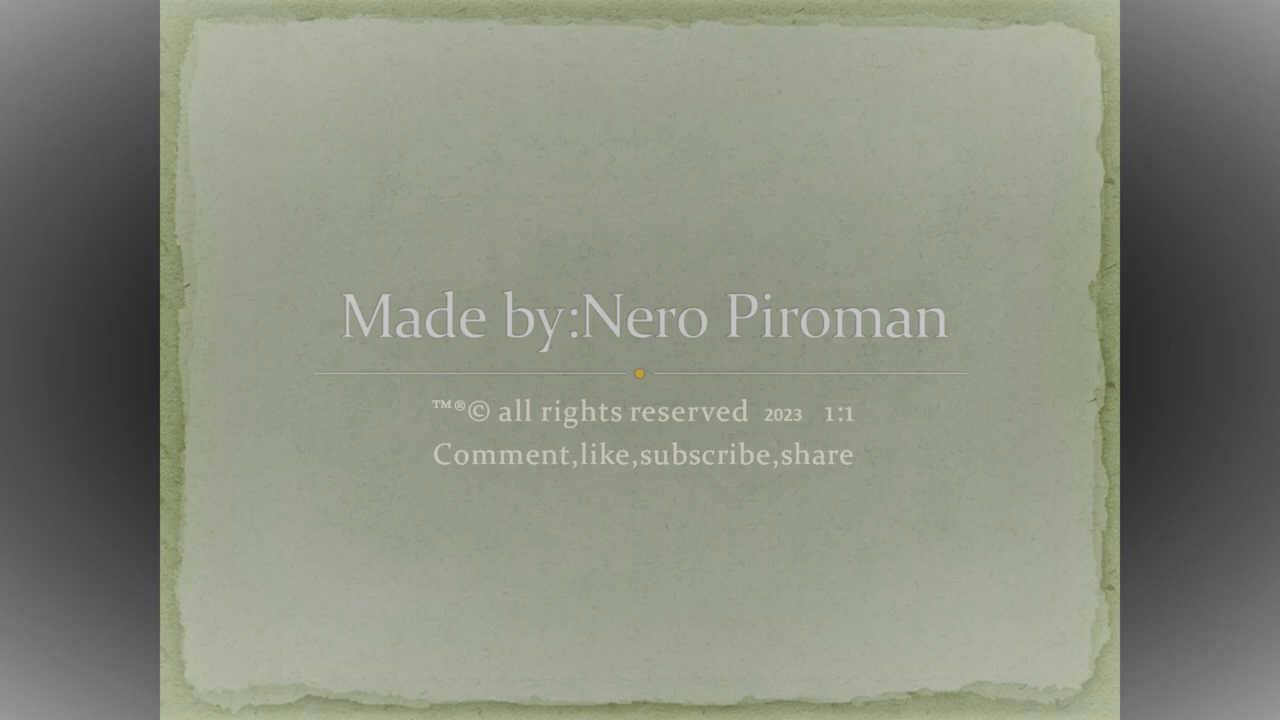 Made by:Nero Piroman
™®© all rights reserved 2023 1:1
Comment,like,subscribe,share